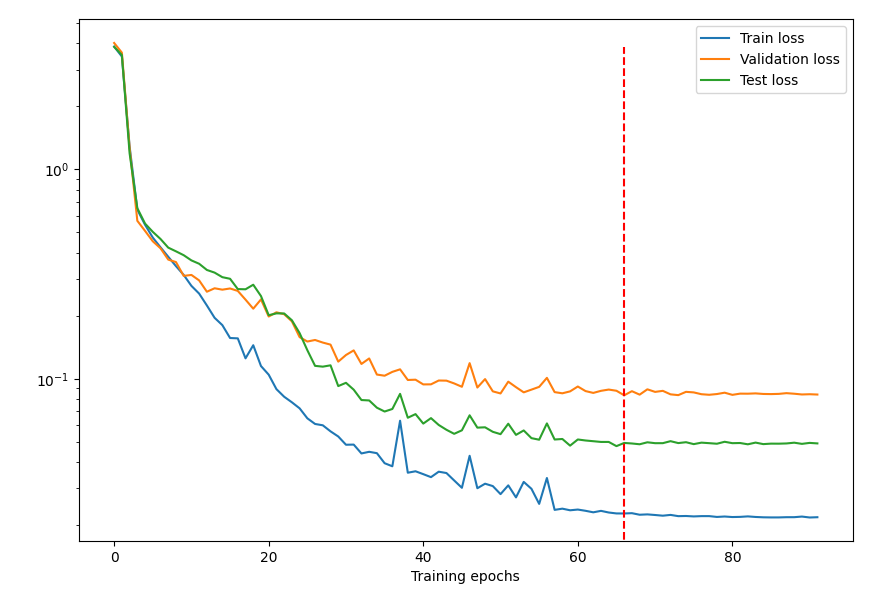 Train loss
Validation loss
Test loss
10⁰
10⁻¹
0 20 40 60 80
Training epochs